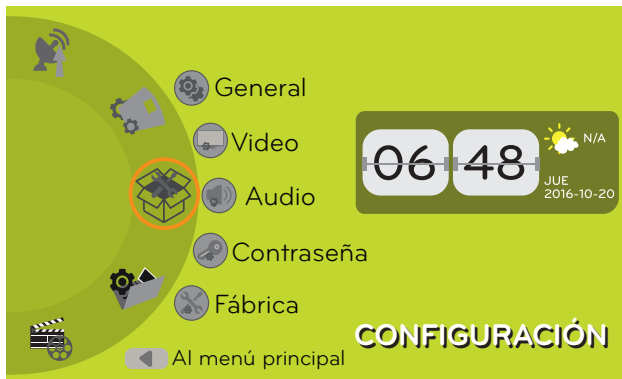 General
Video
Audio
Contraseña
Fábrica
Al menú principal
06 48
N/A
JUE
2016-10-20
CONFIGURACIÓN